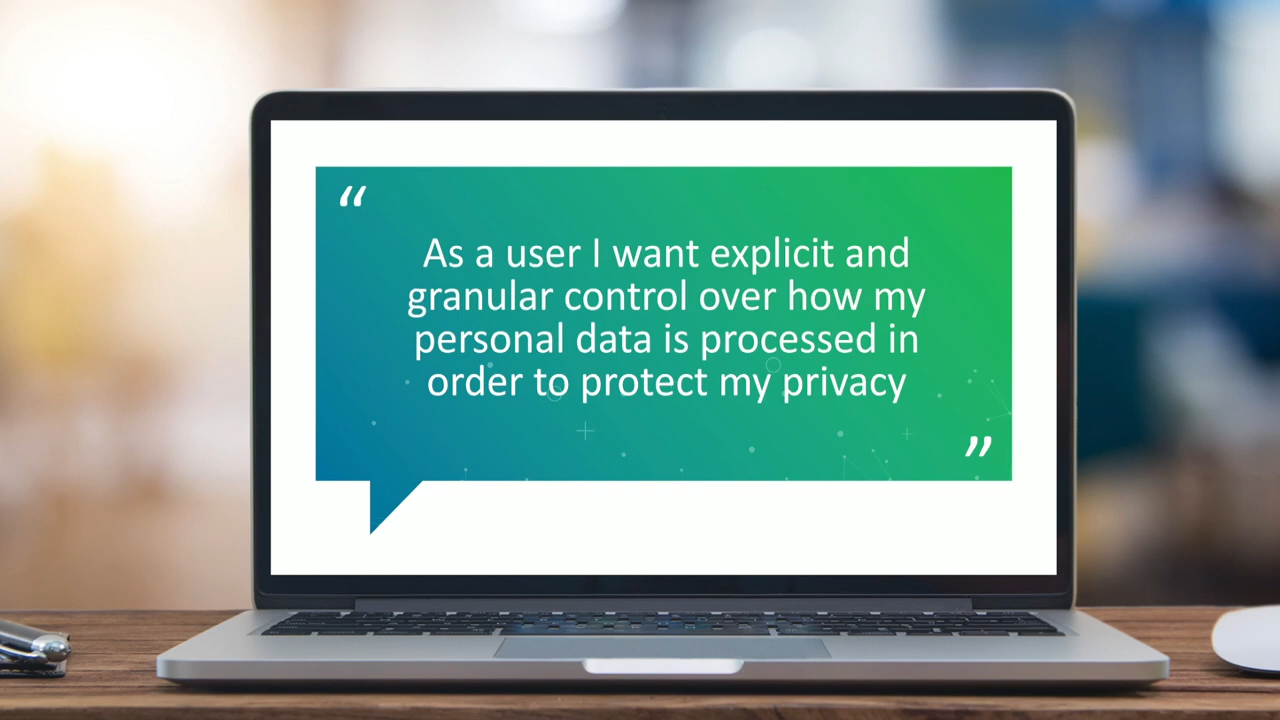 “
As a user I want explicit and
granular control over how my
personal data is processed in
order to protect my privacy
”